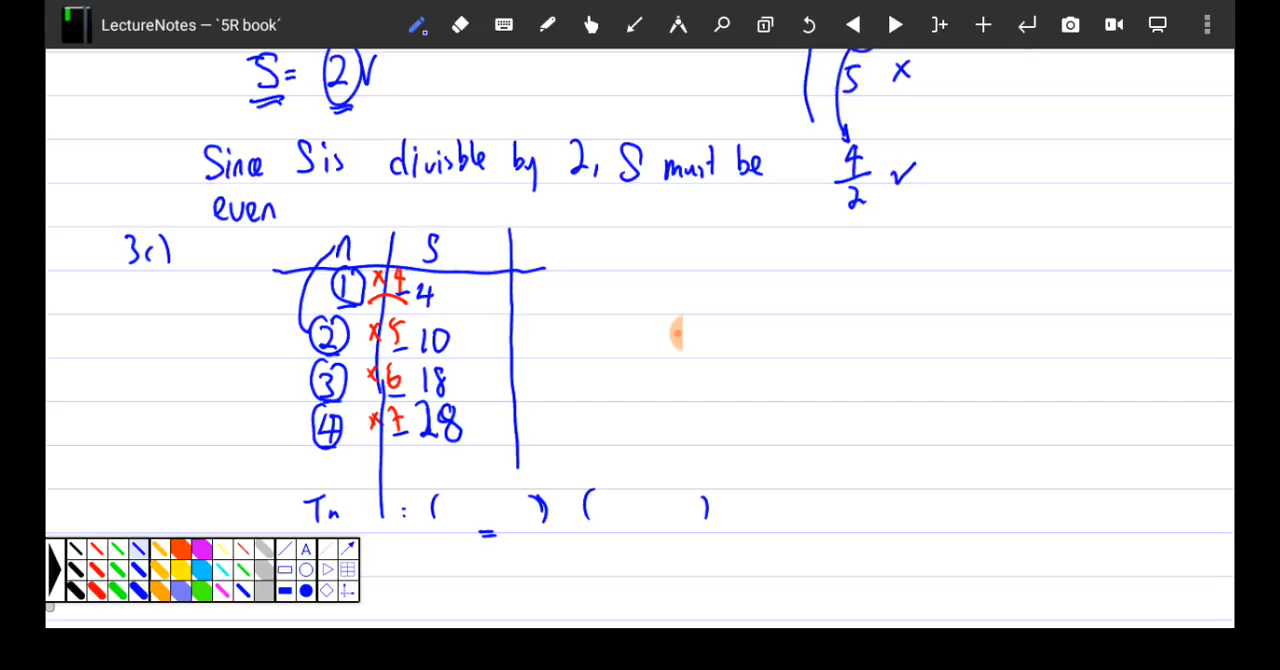 LectureNotes — `5R book´
S = 2 √
5 x
Since S is divisble by 2, S must be
4
2 ✓
even
3c)
n S
1 x 4 4
2 x 5 10
3 x 6 18
4 x 7 28
Tn : ( ) ( )
=